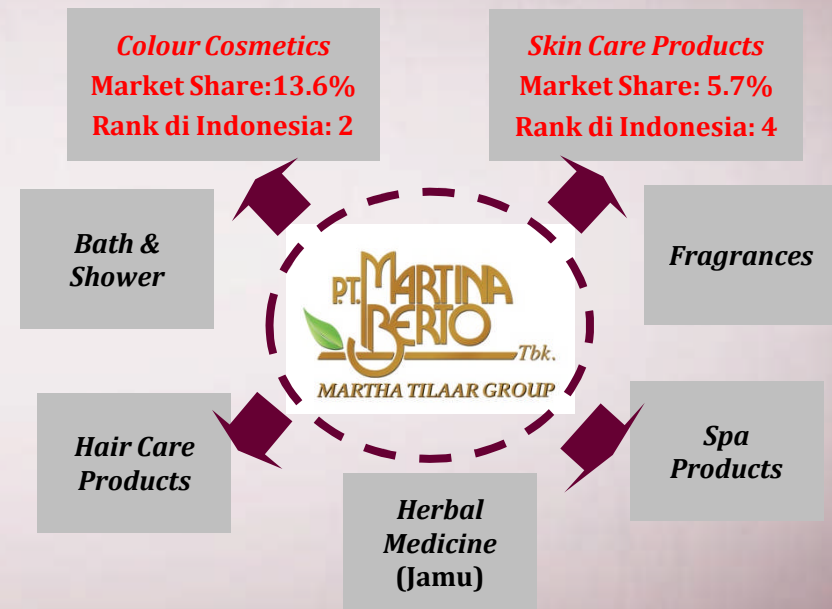 Colour Cosmetics
Market Share:13.6%
Rank di Indonesia: 2
Skin Care Products
Market Share: 5.7%
Rank di Indonesia: 4
Bath &
Shower
Fragrances
P.T. MARTINA
BERTO
Tbk.
MARTHA TILAAR GROUP
Hair Care
Products
Spa
Products
Herbal
Medicine
(Jamu)